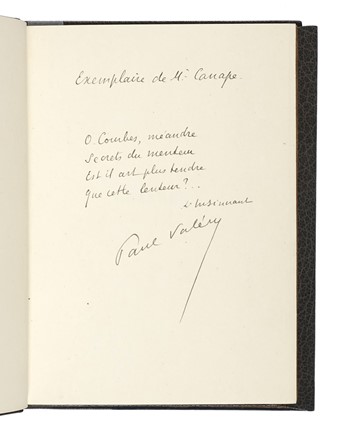 Exemplaire de Mr Canape.
O Courbes, méandre
Secrets du menteur
Est il art plus tendre
Que cette lenteur?..
L'Insinuant
Paul Valéry